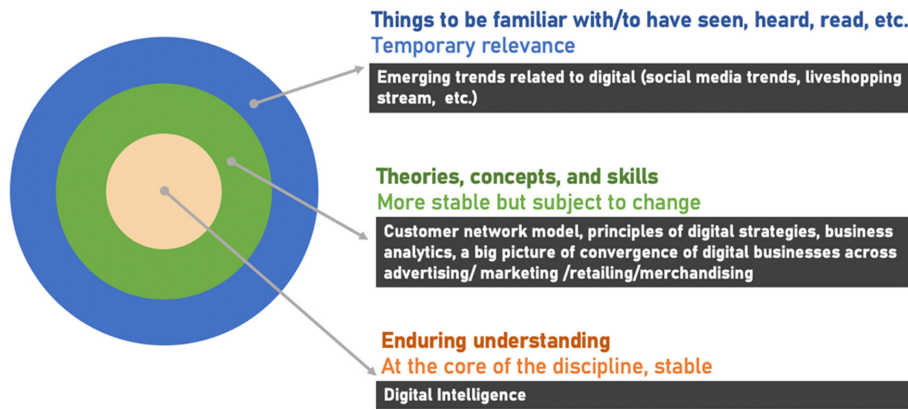 Things to be familiar with/to have seen, heard, read, etc.
Temporary relevance
Emerging trends related to digital (social media trends, liveshopping
stream, etc.)
Theories, concepts, and skills
More stable but subject to change
Customer network model, principles of digital strategies, business
analytics, a big picture of convergence of digital businesses across
advertising/ marketing /retailing/merchandising
Enduring understanding
At the core of the discipline, stable
Digital Intelligence